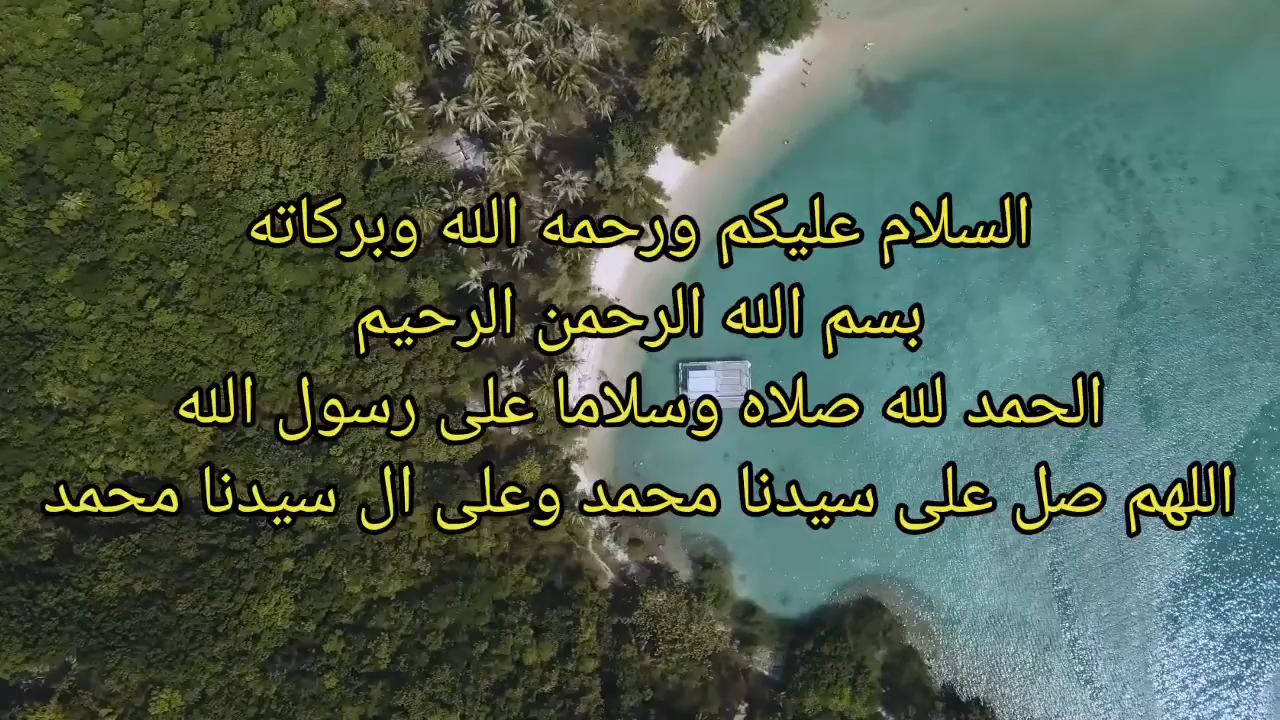 السلام عليكم ورحمه الله وبركاته
بسم الله الرحمن الرحيم
الحمد لله صلاه وسلاما على رسول الله
اللهم صل على سيدنا محمد وعلى ال سيدنا محمد